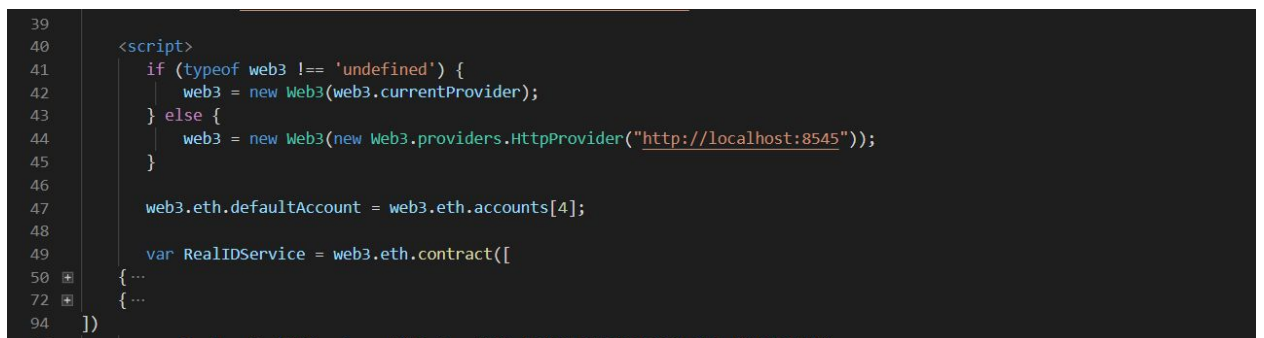 39
40 <script>
41 if (typeof web3 !== 'undefined') {
42 web3 = new Web3(web3.currentProvider);
43 } else {
44 web3 = new Web3(new Web3.providers.HttpProvider("http://localhost:8545"));
45 }
46
47 web3.eth.defaultAccount = web3.eth.accounts[4];
48
49 var RealIDService = web3.eth.contract([
50 + {···
72 + {···
94 ])